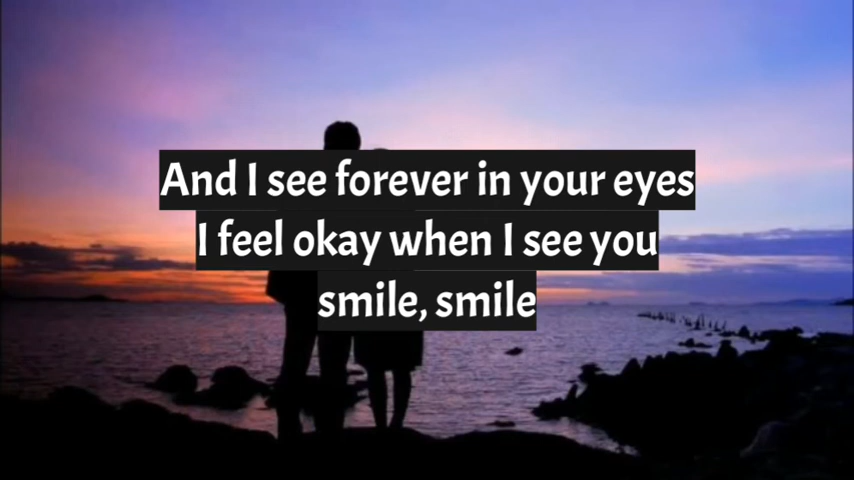 And I see forever in your eyes
I feel okay when I see you
smile, smile